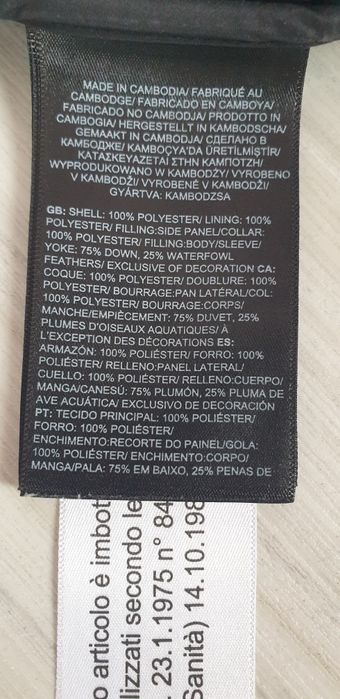 MADE IN CAMBODIA/ FABRIQUÉ AU
CAMBODGE/ FABRICADO EN CAMBOYA/
FABRICADO NO CAMBODJA/ PRODOTTO IN
CAMBOGIA/ HERGESTELLT IN KAMBODSCHA/
GEMAAKT IN CAMBODJA/ СДЕЛАНО В
КАМБОДЖЕ/ KAMBOÇYA'DA ÜRETİLMİŞTİR/
ΚΑΤΑΣΚΕΥΑΖΕΤΑΙ ΣΤΗΝ ΚΑΜΠΟΤΖΗ/
WYPRODUKOWANO W KAMBODŻY/ VYROBENO
V KAMBODŽI/ VYROBENÉ V KAMBODŽI/
GYÁRTVA: KAMBODZSA
GB: SHELL: 100% POLYESTER/ LINING: 100%
POLYESTER/ FILLING:SIDE PANEL/COLLAR:
100% POLYESTER/ FILLING:BODY/SLEEVE/
YOKE: 75% DOWN, 25% WATERFOWL
FEATHERS/ EXCLUSIVE OF DECORATION CA:
COQUE: 100% POLYESTER/ DOUBLURE: 100%
POLYESTER/ BOURRAGE:PAN LATÉRAL/COL:
100% POLYESTER/ BOURRAGE:CORPS/
MANCHE/EMPIÈCEMENT: 75% DUVET, 25%
PLUMES D'OISEAUX AQUATIQUES/ À
L'EXCEPTION DES DÉCORATIONS ES:
ARMAZÓN: 100% POLIÉSTER/ FORRO: 100%
POLIÉSTER/ RELLENO:PANEL LATERAL/
CUELLO: 100% POLIÉSTER/ RELLENO:CUERPO/
MANGA/CANESÚ: 75% PLUMÓN, 25% PLUMA DE
AVE ACUÁTICA/ EXCLUSIVO DE DECORACIÓN
PT: TECIDO PRINCIPAL: 100% POLIÉSTER/
FORRO: 100% POLIÉSTER/
ENCHIMENTO:RECORTE DO PAINEL/GOLA:
100% POLIÉSTER/ ENCHIMENTO:CORPO/
MANGA/PALA: 75% EM BAIXO, 25% PENAS DE
o articolo è imbot
lizzati secondo le
. 23.1.1975 n° 84
Sanità) 14.10.198